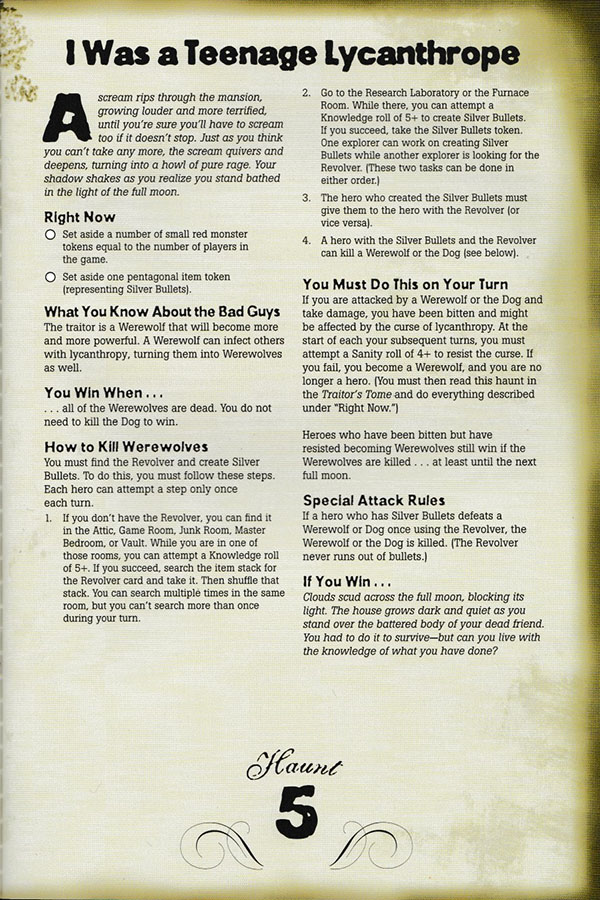 I Was a Teenage Lycanthrope
A scream rips through the mansion,
growing louder and more terrified,
until you're sure you'll have to scream
too if it doesn't stop. Just as you think
you can't take any more, the scream quivers and
deepens, turning into a howl of pure rage. Your
shadow shakes as you realize you stand bathed
in the light of the full moon.
Right Now
Set aside a number of small red monster
tokens equal to the number of players in
the game.
Set aside one pentagonal item token
(representing Silver Bullets).
What You Know About the Bad Guys
The traitor is a Werewolf that will become more
and more powerful. A Werewolf can infect others
with lycanthropy, turning them into Werewolves
as well.
You Win When . . .
. . . all of the Werewolves are dead. You do not
need to kill the Dog to win.
How to Kill Werewolves
You must find the Revolver and create Silver
Bullets. To do this, you must follow these steps.
Each hero can attempt a step only once
each turn.
1. If you don't have the Revolver, you can find it
in the Attic, Game Room, Junk Room, Master
Bedroom, or Vault. While you are in one of
those rooms, you can attempt a Knowledge roll
of 5+. If you succeed, search the item stack for
the Revolver card and take it. Then shuffle that
stack. You can search multiple times in the same
room, but you can't search more than once
during your turn.
2. Go to the Research Laboratory or the Furnace
Room. While there, you can attempt a
Knowledge roll of 5+ to create Silver Bullets.
If you succeed, take the Silver Bullets token.
One explorer can work on creating Silver
Bullets while another explorer is looking for the
Revolver. (These two tasks can be done in
either order.)
3. The hero who created the Silver Bullets must
give them to the hero with the Revolver (or
vice versa).
4. A hero with the Silver Bullets and the Revolver
can kill a Werewolf or the Dog (see below).
You Must Do This on Your Turn
If you are attacked by a Werewolf or the Dog and
take damage, you have been bitten and might
be affected by the curse of lycanthropy. At the
start of each your subsequent turns, you must
attempt a Sanity roll of 4+ to resist the curse. If
you fail, you become a Werewolf, and you are no
longer a hero. (You must then read this haunt in
the Traitor's Tome and do everything described
under "Right Now.")
Heroes who have been bitten but have
resisted becoming Werewolves still win if the
Werewolves are killed . . . at least until the next
full moon.
Special Attack Rules
If a hero who has Silver Bullets defeats a
Werewolf or Dog once using the Revolver, the
Werewolf or the Dog is killed. (The Revolver
never runs out of bullets.)
If You Win . . .
Clouds scud across the full moon, blocking its
light. The house grows dark and quiet as you
stand over the battered body of your dead friend.
You had to do it to survive—but can you live with
the knowledge of what you have done?
Haunt
5